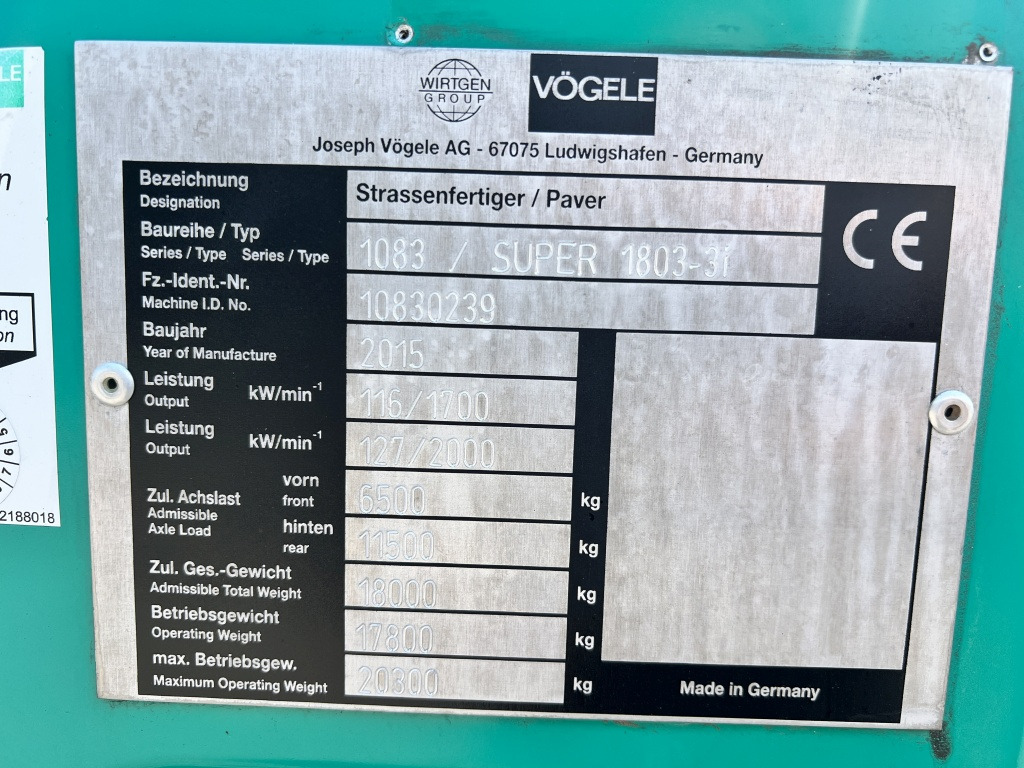 WIRTGEN
GROUP
VÖGELE
Joseph Vögele AG - 67075 Ludwigshafen - Germany
Bezeichnung
Designation
Strassenfertiger / Paver
Baureihe / Typ
Series / Type Series / Type
1083 / SUPER 1803-3i
Fz.-Ident.-Nr.
Machine I.D. No.
10830239
CE
Baujahr
Year of Manufacture
2015
Leistung
Output
kW/min⁻¹
116/1700
Leistung
Output
kW/min⁻¹
127/2000
Zul. Achslast
Admissible
Axle Load
vorn
front
6500 kg
hinten
rear
11500 kg
Zul. Ges.-Gewicht
Admissible Total Weight
18000 kg
Betriebsgewicht
Operating Weight
17800 kg
max. Betriebsgew.
Maximum Operating Weight
20300 kg
Made in Germany
LE
n
ng
on
5
6
7
2188018